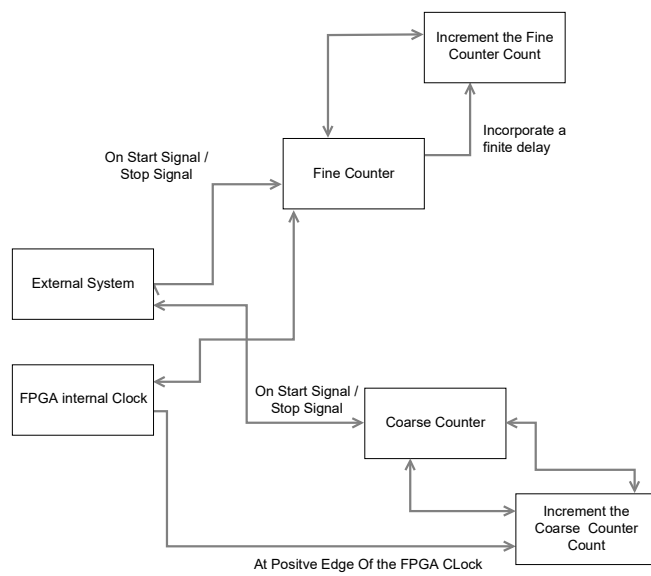 Increment the Fine
Counter Count
Incorporate a
finite delay
On Start Signal /
Stop Signal
Fine Counter
External System
FPGA internal Clock
On Start Signal /
Stop Signal
Coarse Counter
Increment the
Coarse Counter
Count
At Positve Edge Of the FPGA CLock